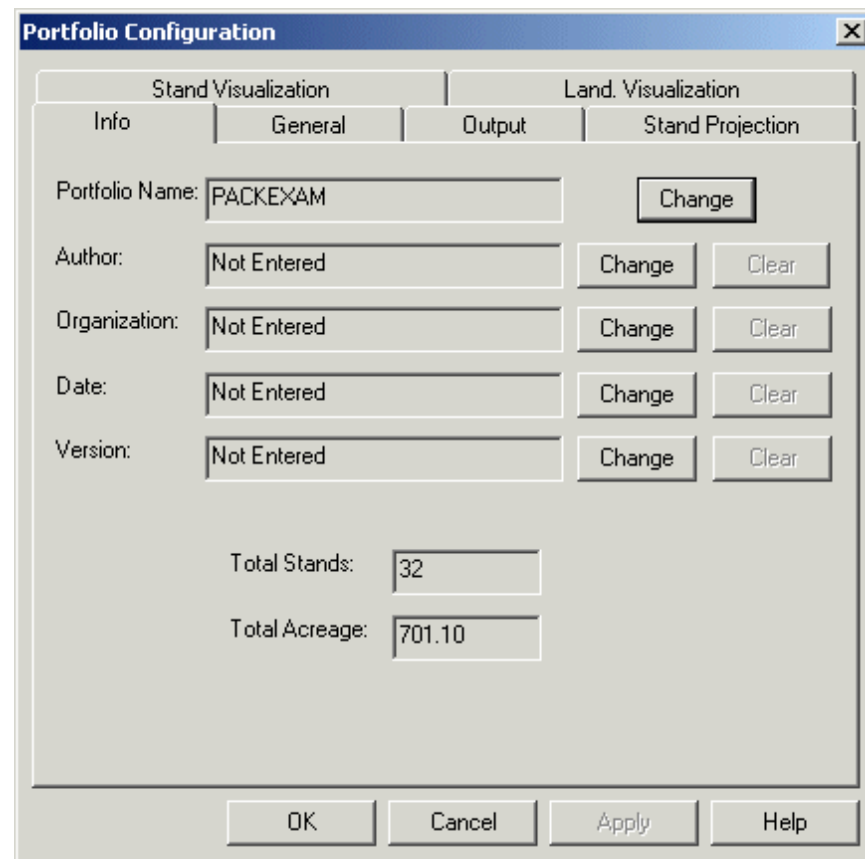 Portfolio Configuration
Stand Visualization Land. Visualization
Info General Output Stand Projection
Portfolio Name: PACKEXAM Change
Author: Not Entered Change Clear
Organization: Not Entered Change Clear
Date: Not Entered Change Clear
Version: Not Entered Change Clear
Total Stands: 32
Total Acreage: 701.10
OK Cancel Apply Help